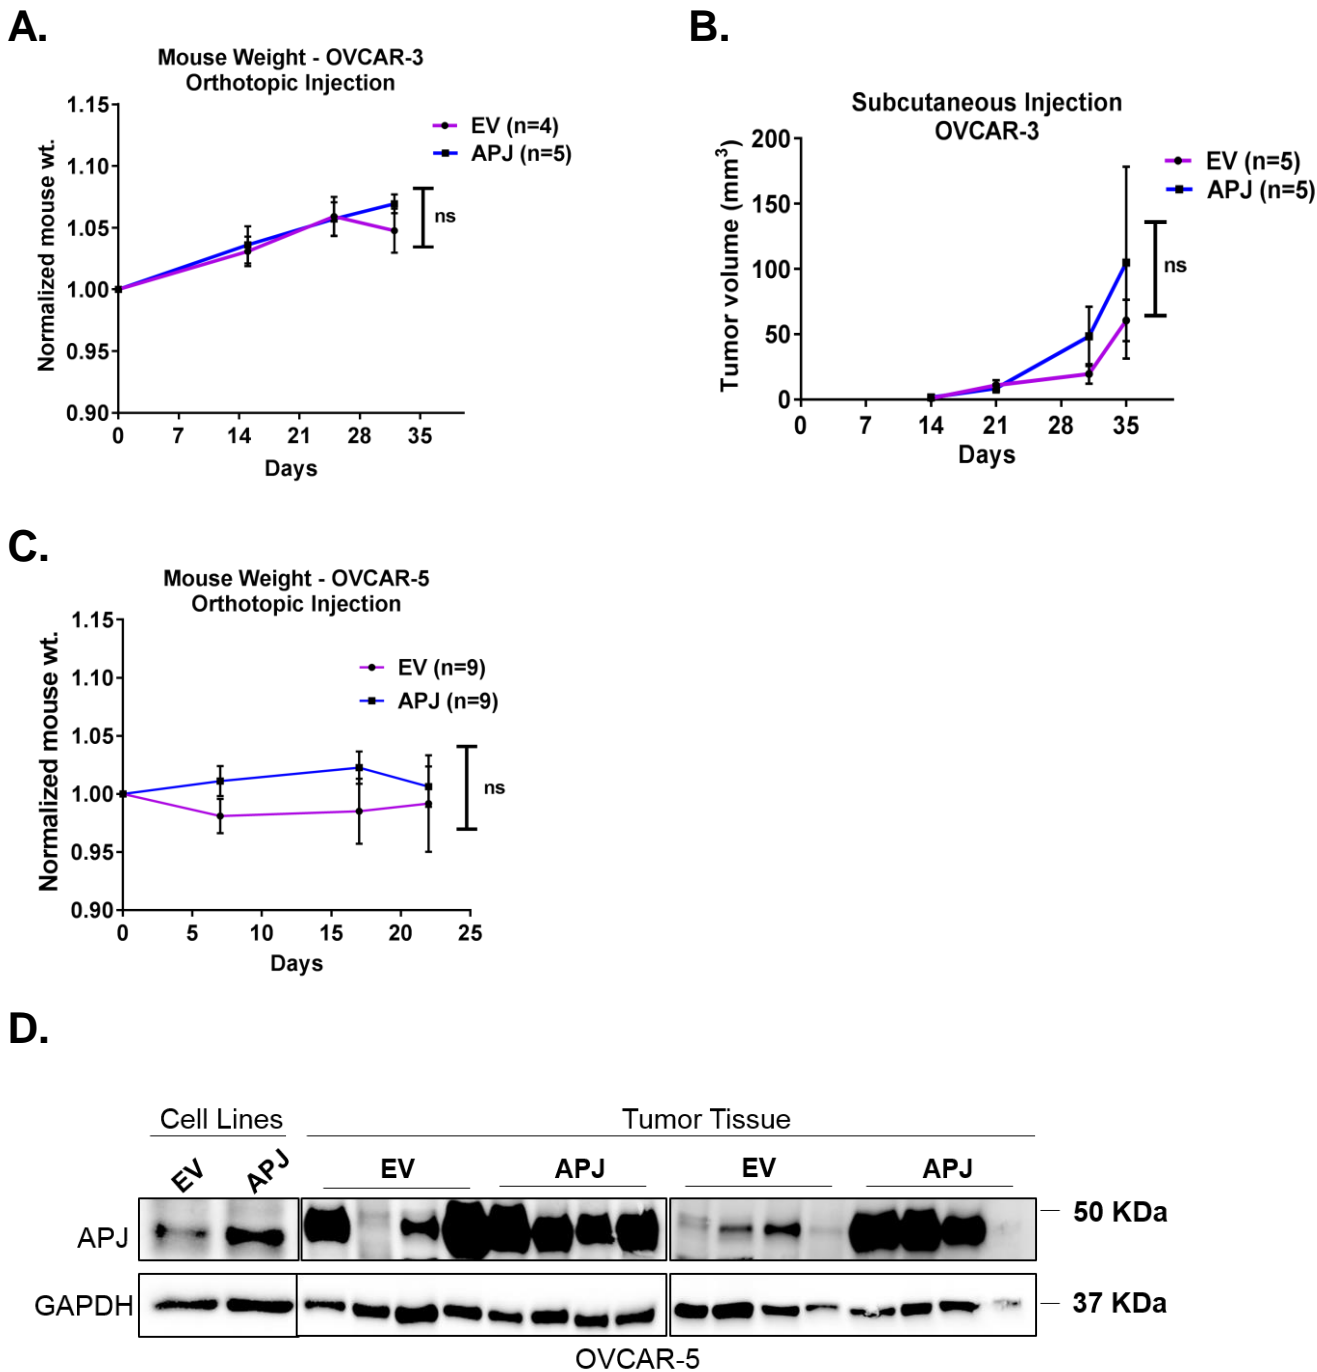 A.
Mouse Weight - OVCAR-3
Orthotopic Injection
Normalized mouse wt.
1.15
1.10
1.05
1.00
0.95
0.90
0 7 14 21 28 35
Days
EV (n=4)
APJ (n=5)
ns
B.
Subcutaneous Injection
OVCAR-3
Tumor volume (mm³)
200
150
100
50
0
0 7 14 21 28 35
Days
EV (n=5)
APJ (n=5)
ns
C.
Mouse Weight - OVCAR-5
Orthotopic Injection
Normalized mouse wt.
1.15
1.10
1.05
1.00
0.95
0.90
0 5 10 15 20 25
Days
EV (n=9)
APJ (n=9)
ns
D.
Cell Lines Tumor Tissue
EV APJ EV APJ EV APJ
APJ 50 KDa
GAPDH 37 KDa
OVCAR-5